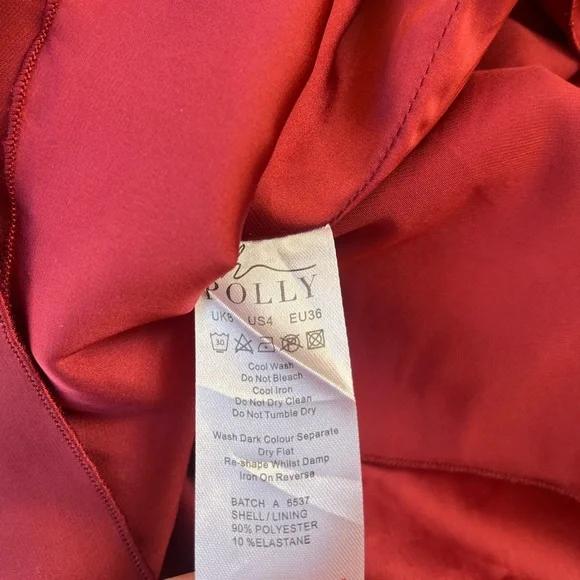 oh
POLLY
UK8 US4 EU36
30
Cool Wash
Do Not Bleach
Cool Iron
Do Not Dry Clean
Do Not Tumble Dry
Wash Dark Colour Separate
Dry Flat
Re-shape Whilst Damp
Iron On Reverse
BATCH A 6537
SHELL/LINING
90% POLYESTER
10%ELASTANE